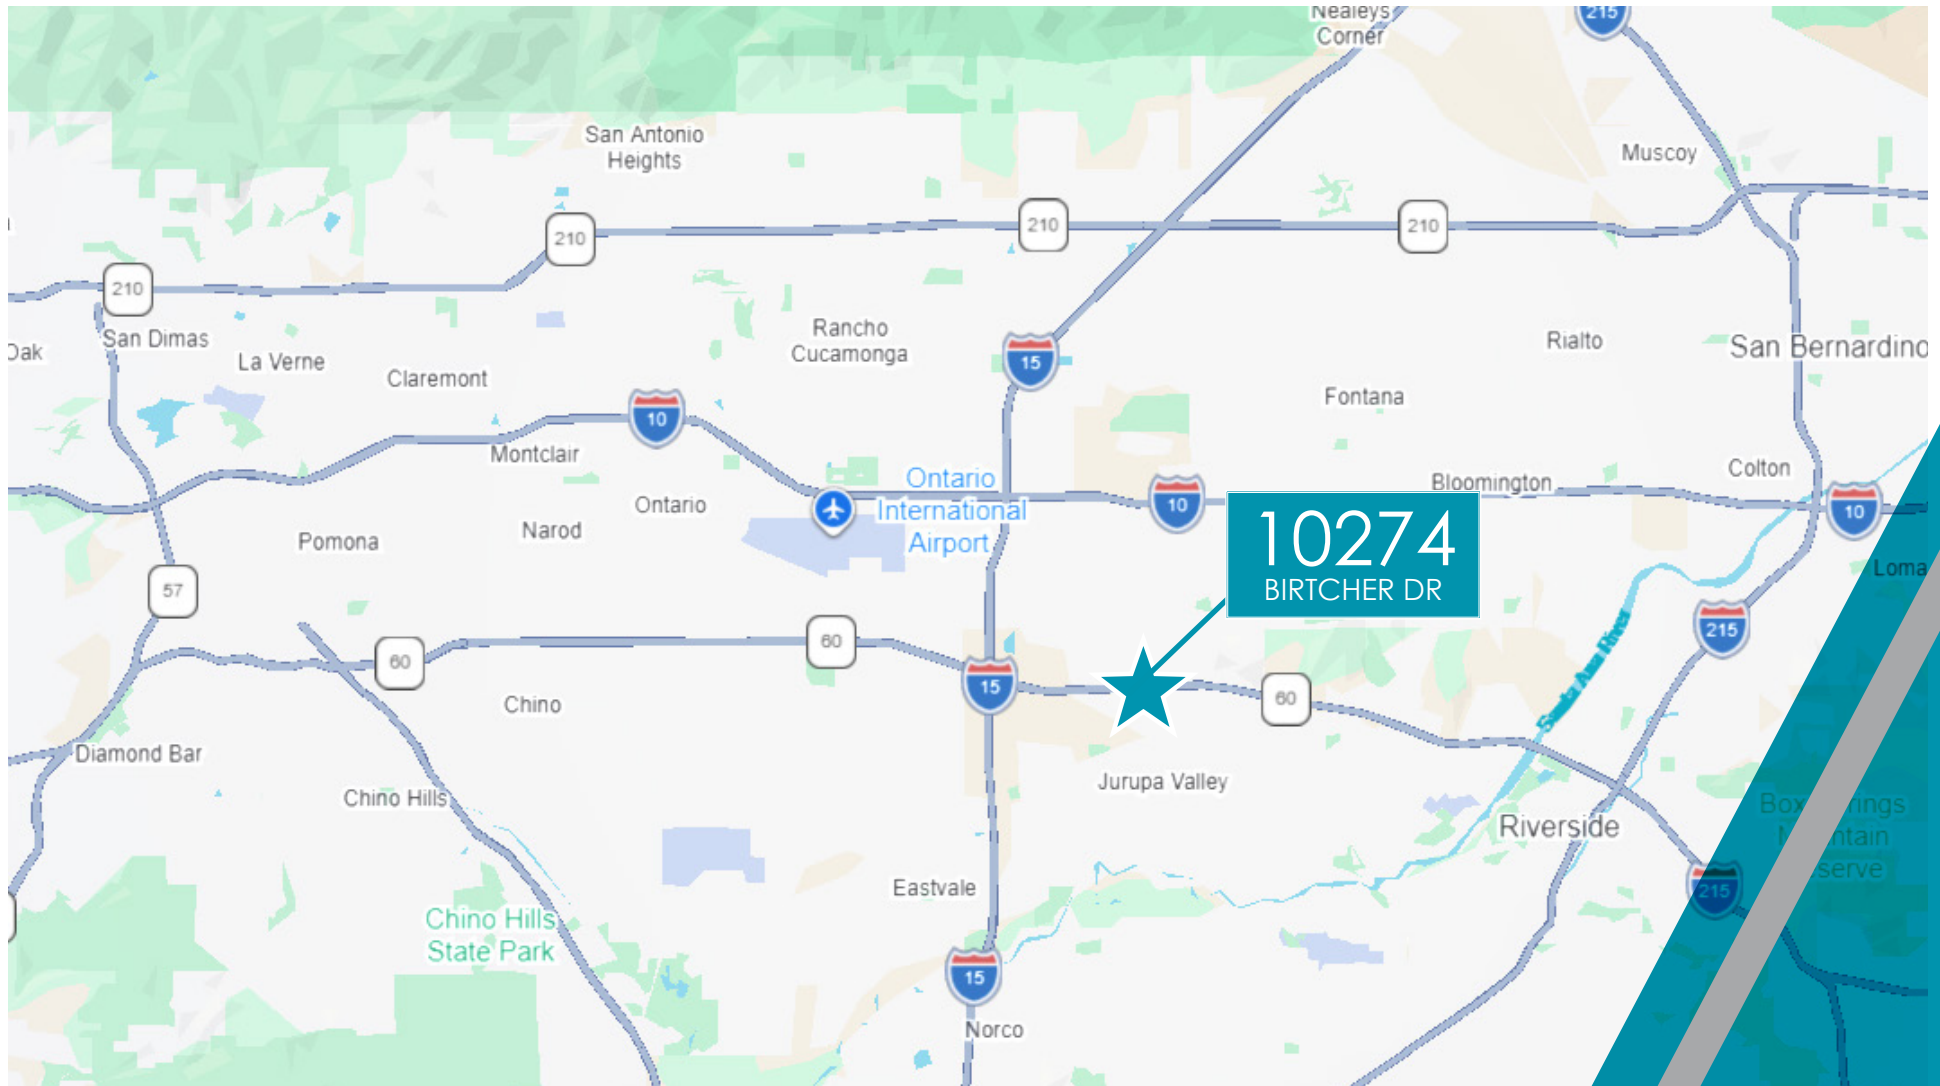 Nealeys
Corner
215
San Antonio
Heights
Muscoy
210
210
210
210
San Dimas
Oak
La Verne
Claremont
Rancho
Cucamonga
15
Rialto
San Bernardino
Fontana
10
Montclair
Ontario
Narod
Pomona
Ontario
International
Airport
10
Bloomington
Colton
10
Loma
10274
BIRTCHER DR
57
60
60
15
60
215
Santa Ana River
Chino
Diamond Bar
Chino Hills
Jurupa Valley
Riverside
Eastvale
215
Chino Hills
State Park
15
Norco